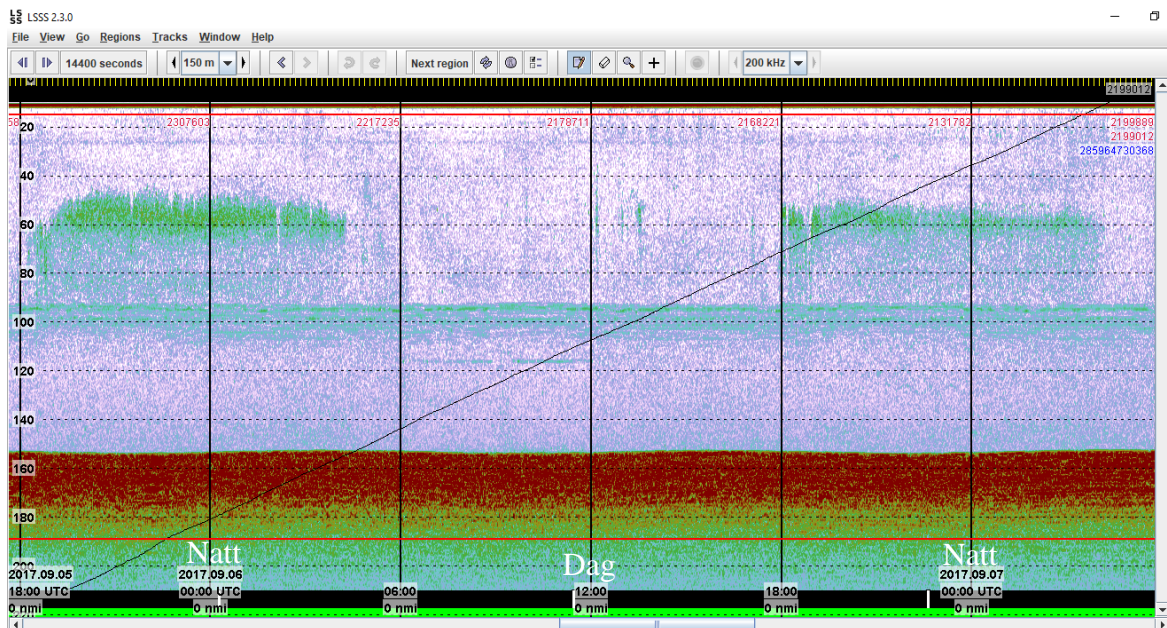 LSSS LSSS 2.3.0
File View Go Regions Tracks Window Help
14400 seconds 150 m Next region 200 kHz
2199012
2307603 2217235 2178711 2168221 2131782 2199889
2199012
285964730368
20
40
60
80
100
120
140
160
180
Natt Dag Natt
2017.09.05 2017.09.06 2017.09.07
18:00 UTC 00:00 UTC 06:00 12:00 18:00 00:00 UTC
0 nmi 0 nmi 0 nmi 0 nmi 0 nmi 0 nmi